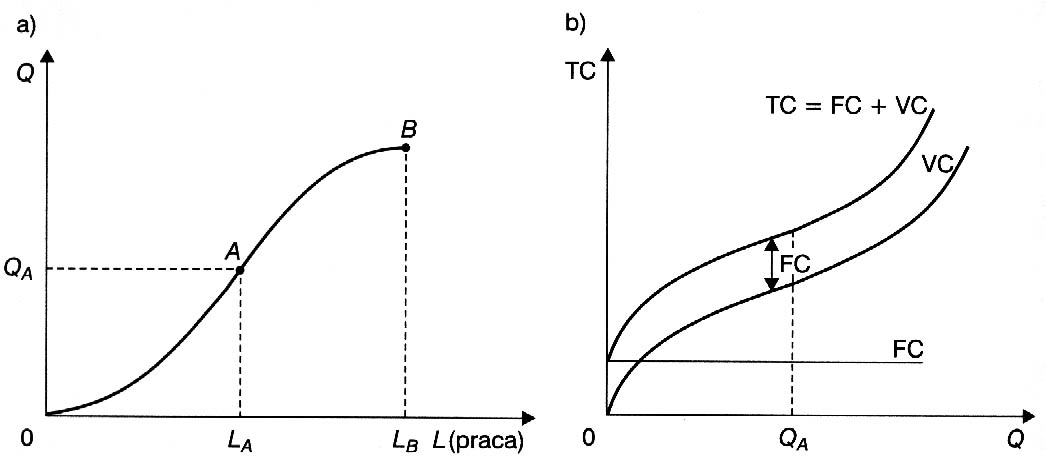 a)
Q
B
A
Q_A
0
L_A
L_B
L (praca)
b)
TC
TC = FC + VC
VC
FC
FC
0
Q_A
Q